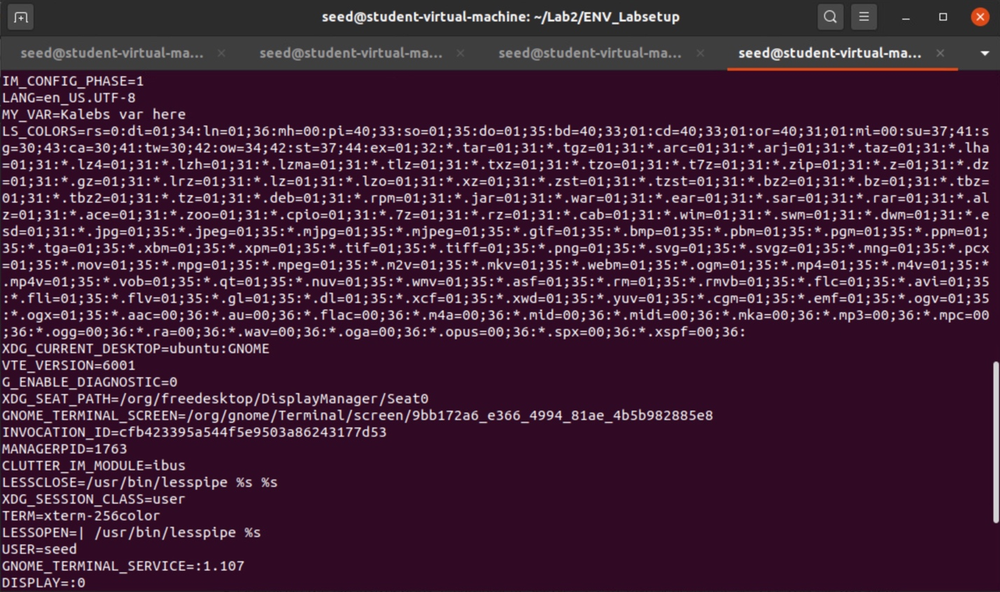 seed@student-virtual-machine: ~/Lab2/ENV_Labsetup
seed@student-virtual-ma... seed@student-virtual-ma... seed@student-virtual-ma... seed@student-virtual-ma...
IM_CONFIG_PHASE=1
LANG=en_US.UTF-8
MY_VAR=Kalebs var here
LS_COLORS=rs=0:di=01;34:ln=01;36:mh=00:pi=40;33:so=01;35:do=01;35:bd=40;33;01:cd=40;33;01:or=40;31;01:mi=00:su=37;41:s
g=30;43:ca=30;41:tw=30;42:ow=34;42:st=37;44:ex=01;32:*.tar=01;31:*.tgz=01;31:*.arc=01;31:*.arj=01;31:*.taz=01;31:*.lha
=01;31:*.lz4=01;31:*.lzh=01;31:*.lzma=01;31:*.tlz=01;31:*.txz=01;31:*.tzo=01;31:*.t7z=01;31:*.zip=01;31:*.z=01;31:*.dz
=01;31:*.gz=01;31:*.lrz=01;31:*.lz=01;31:*.lzo=01;31:*.xz=01;31:*.zst=01;31:*.tzst=01;31:*.bz2=01;31:*.bz=01;31:*.tbz=
01;31:*.tbz2=01;31:*.tz=01;31:*.deb=01;31:*.rpm=01;31:*.jar=01;31:*.war=01;31:*.ear=01;31:*.sar=01;31:*.rar=01;31:*.al
z=01;31:*.ace=01;31:*.zoo=01;31:*.cpio=01;31:*.7z=01;31:*.rz=01;31:*.cab=01;31:*.wim=01;31:*.swm=01;31:*.dwm=01;31:*.e
sd=01;31:*.jpg=01;35:*.jpeg=01;35:*.mjpg=01;35:*.mjpeg=01;35:*.gif=01;35:*.bmp=01;35:*.pbm=01;35:*.pgm=01;35:*.ppm=01;
35:*.tga=01;35:*.xbm=01;35:*.xpm=01;35:*.tif=01;35:*.tiff=01;35:*.png=01;35:*.svg=01;35:*.svgz=01;35:*.mng=01;35:*.pcx
=01;35:*.mov=01;35:*.mpg=01;35:*.mpeg=01;35:*.m2v=01;35:*.mkv=01;35:*.webm=01;35:*.ogm=01;35:*.mp4=01;35:*.m4v=01;35:*
.mp4v=01;35:*.vob=01;35:*.qt=01;35:*.nuv=01;35:*.wmv=01;35:*.asf=01;35:*.rm=01;35:*.rmvb=01;35:*.flc=01;35:*.avi=01;35
:*.fli=01;35:*.flv=01;35:*.gl=01;35:*.dl=01;35:*.xcf=01;35:*.xwd=01;35:*.yuv=01;35:*.cgm=01;35:*.emf=01;35:*.ogv=01;35
:*.ogx=01;35:*.aac=00;36:*.au=00;36:*.flac=00;36:*.m4a=00;36:*.mid=00;36:*.midi=00;36:*.mka=00;36:*.mp3=00;36:*.mpc=00
;36:*.ogg=00;36:*.ra=00;36:*.wav=00;36:*.oga=00;36:*.opus=00;36:*.spx=00;36:*.xspf=00;36:
XDG_CURRENT_DESKTOP=ubuntu:GNOME
VTE_VERSION=6001
G_ENABLE_DIAGNOSTIC=0
XDG_SEAT_PATH=/org/freedesktop/DisplayManager/Seat0
GNOME_TERMINAL_SCREEN=/org/gnome/Terminal/screen/9bb172a6_e366_4994_81ae_4b5b982885e8
INVOCATION_ID=cfb423395a544f5e9503a86243177d53
MANAGERPID=1763
CLUTTER_IM_MODULE=ibus
LESSCLOSE=/usr/bin/lesspipe %s %s
XDG_SESSION_CLASS=user
TERM=xterm-256color
LESSOPEN=| /usr/bin/lesspipe %s
USER=seed
GNOME_TERMINAL_SERVICE=:1.107
DISPLAY=:0